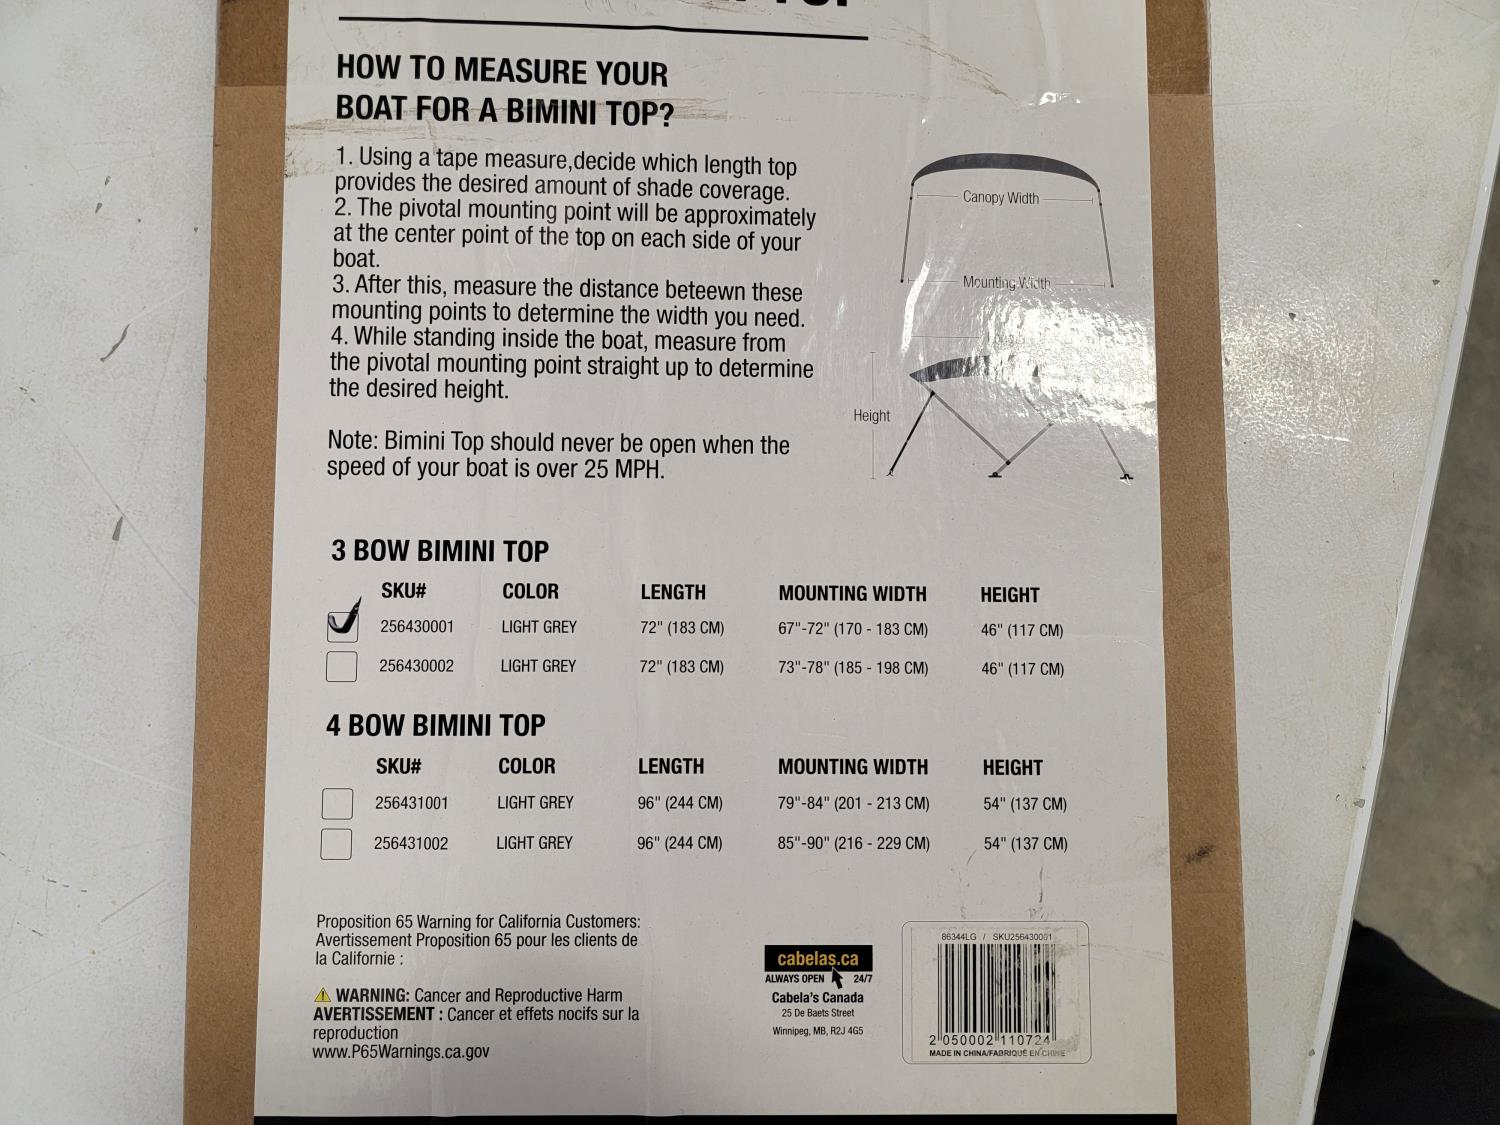 HOW TO MEASURE YOUR
BOAT FOR A BIMINI TOP?
1. Using a tape measure,decide which length top
provides the desired amount of shade coverage.
2. The pivotal mounting point will be approximately
at the center point of the top on each side of your
boat.
3. After this, measure the distance beteewn these
mounting points to determine the width you need.
4. While standing inside the boat, measure from
the pivotal mounting point straight up to determine
the desired height.
Note: Bimini Top should never be open when the
speed of your boat is over 25 MPH.
Canopy Width
Mounting Width
Height
3 BOW BIMINI TOP
SKU# COLOR LENGTH MOUNTING WIDTH HEIGHT
256430001 LIGHT GREY 72" (183 CM) 67"-72" (170 - 183 CM) 46" (117 CM)
256430002 LIGHT GREY 72" (183 CM) 73"-78" (185 - 198 CM) 46" (117 CM)
4 BOW BIMINI TOP
SKU# COLOR LENGTH MOUNTING WIDTH HEIGHT
256431001 LIGHT GREY 96" (244 CM) 79"-84" (201 - 213 CM) 54" (137 CM)
256431002 LIGHT GREY 96" (244 CM) 85"-90" (216 - 229 CM) 54" (137 CM)
Proposition 65 Warning for California Customers:
Avertissement Proposition 65 pour les clients de
la Californie :
WARNING: Cancer and Reproductive Harm
AVERTISSEMENT : Cancer et effets nocifs sur la
reproduction
www.P65Warnings.ca.gov
cabelas.ca
ALWAYS OPEN 24/7
Cabela's Canada
25 De Baets Street
Winnipeg, MB, R2J 4G5
86344LG / SKU256430001
2 050002 110724
MADE IN CHINA/FABRIQUÉ EN CHINE